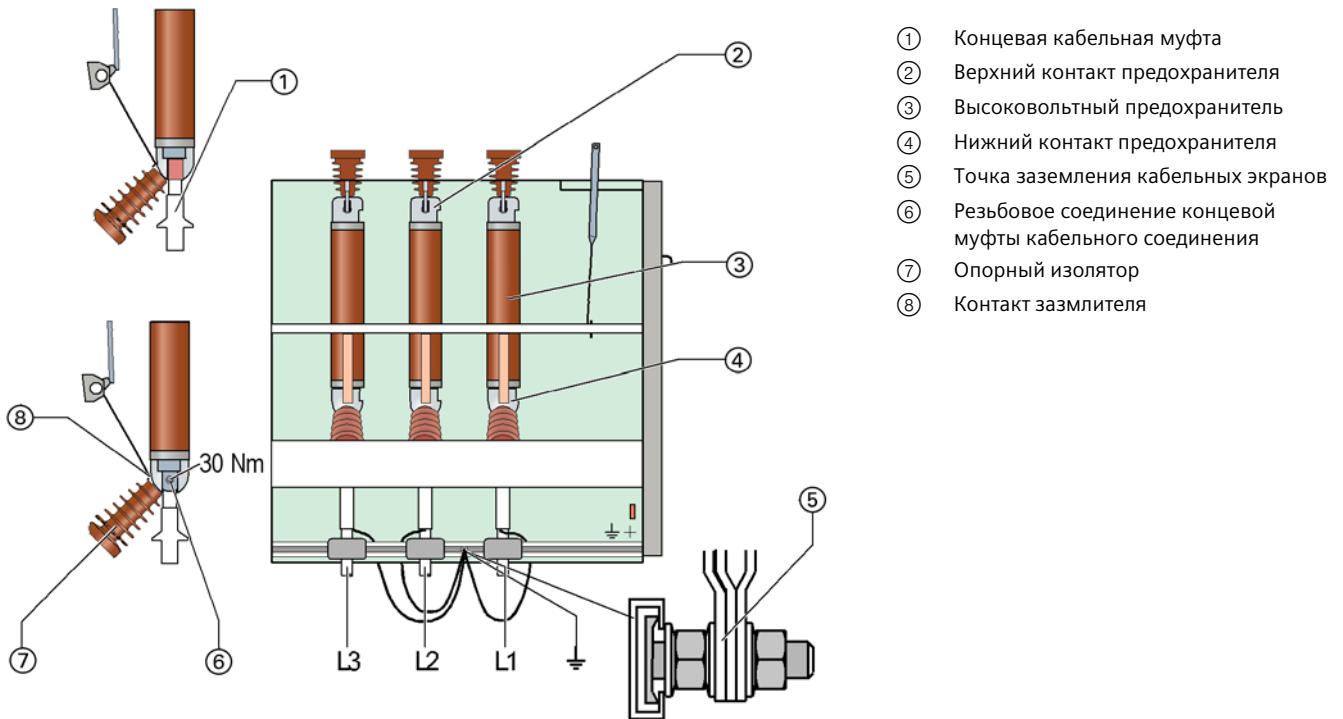 ① Концевая кабельная муфта
② Верхний контакт предохранителя
③ Высоковольтный предохранитель
④ Нижний контакт предохранителя
⑤ Точка заземления кабельных экранов
⑥ Резьбовое соединение концевой
муфты кабельного соединения
⑦ Опорный изолятор
⑧ Контакт зазмлителя
①
②
③
④
⑧
30 Nm
⑤
⑦
⑥
L3 L2 L1